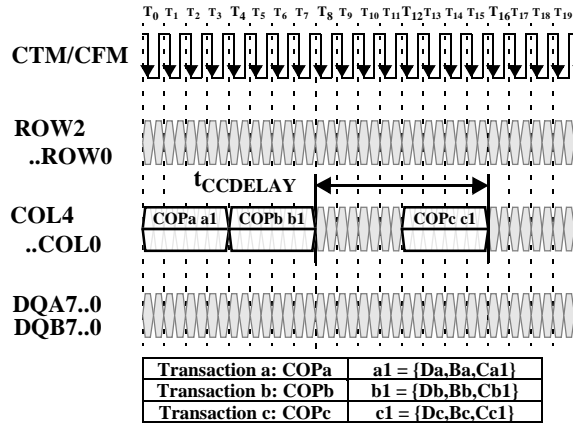 T0 T1 T2 T3 T4 T5 T6 T7 T8 T9 T10 T11 T12 T13 T14 T15 T16 T17 T18 T19
CTM/CFM
ROW2
..ROW0
tCCDELAY
COL4
..COL0
COPa a1 COPb b1 COPc c1
DQA7..0
DQB7..0
Transaction a: COPa a1 = {Da,Ba,Ca1}
Transaction b: COPb b1 = {Db,Bb,Cb1}
Transaction c: COPc c1 = {Dc,Bc,Cc1}